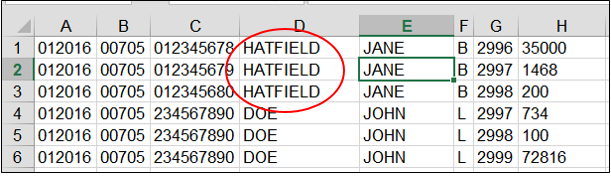 A B C D E F G H
1 012016 00705 012345678 HATFIELD JANE B 2996 35000
2 012016 00705 012345679 HATFIELD JANE B 2997 1468
3 012016 00705 012345680 HATFIELD JANE B 2998 200
4 012016 00705 234567890 DOE JOHN L 2997 734
5 012016 00705 234567890 DOE JOHN L 2998 100
6 012016 00705 234567890 DOE JOHN L 2999 72816